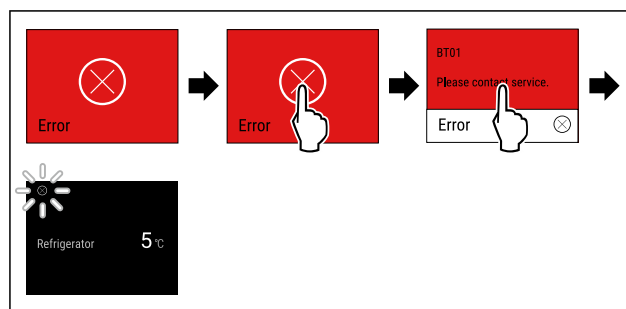 Error
Error
BT01
Please contact service.
Error
Refrigerator 5 °C